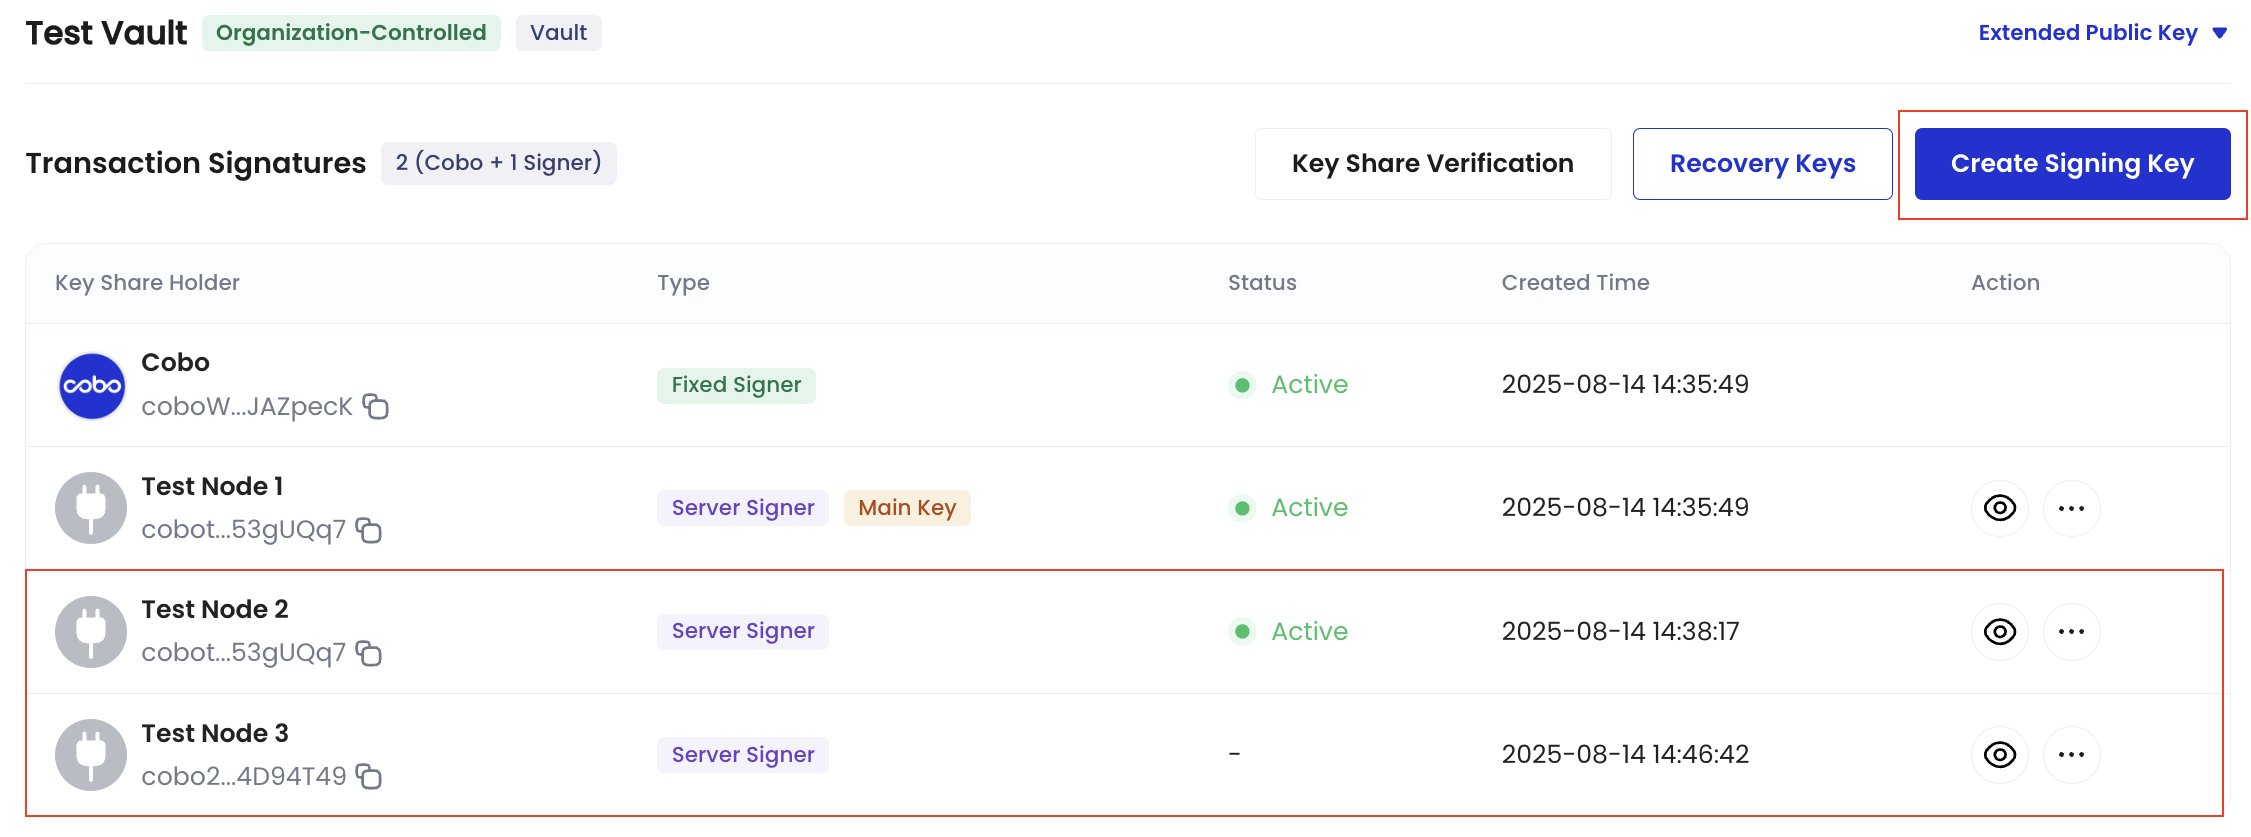 Test Vault Organization-Controlled Vault Extended Public Key
Transaction Signatures 2 (Cobo + 1 Signer) Key Share Verification Recovery Keys Create Signing Key
Key Share Holder Type Status Created Time Action
cobo Cobo Fixed Signer Active 2025-08-14 14:35:49
coboW...JAZpecK
Test Node 1 Server Signer Main Key Active 2025-08-14 14:35:49
cobot...53gUQq7
Test Node 2 Server Signer Active 2025-08-14 14:38:17
cobot...53gUQq7
Test Node 3 Server Signer - 2025-08-14 14:46:42
cobo2...4D94T49